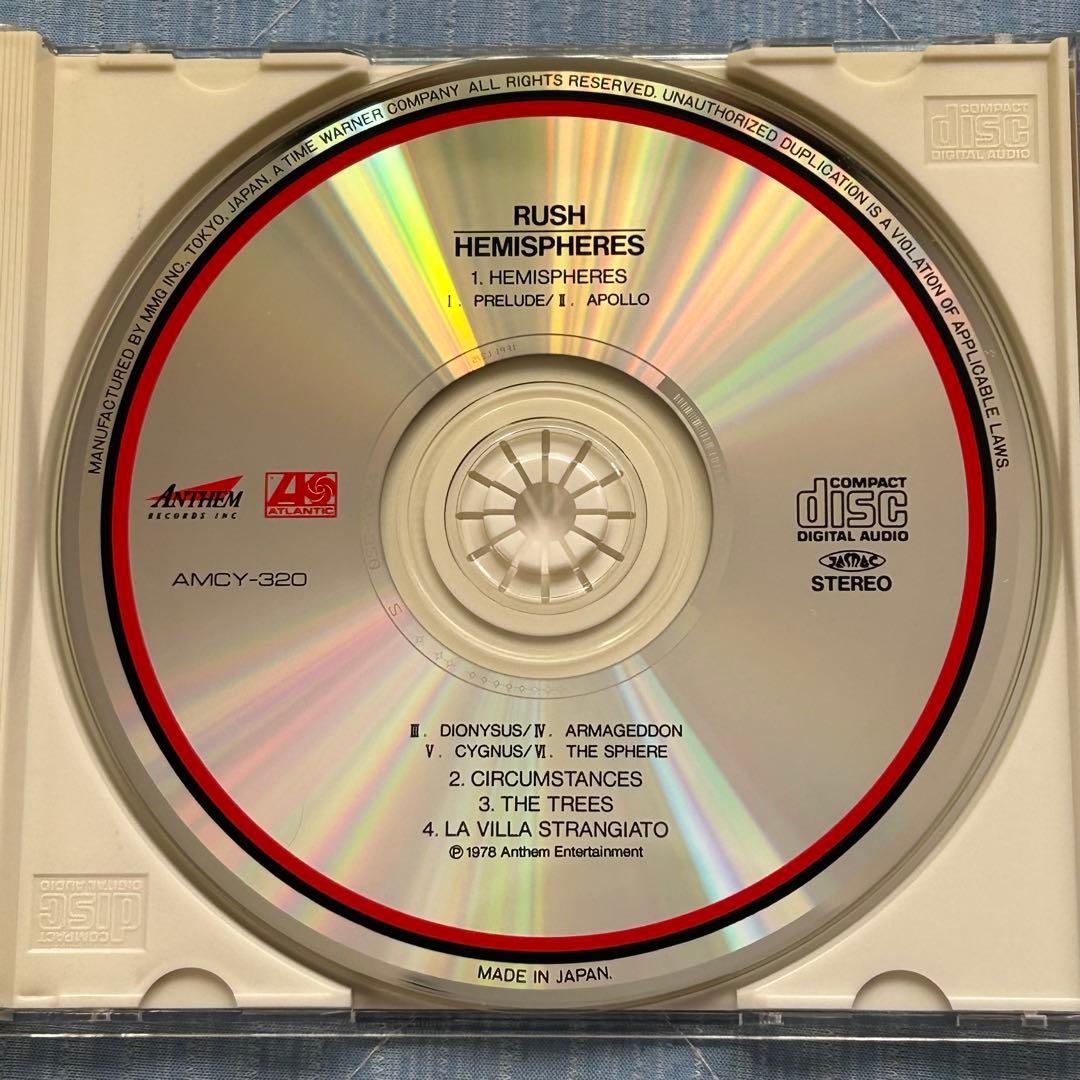 MANUFACTURED BY MMG INC., TOKYO, JAPAN. A TIME WARNER COMPANY ALL RIGHTS RESERVED. UNAUTHORIZED DUPLICATION IS A VIOLATION OF APPLICABLE LAWS.
COMPACT
disc
DIGITAL AUDIO
RUSH
HEMISPHERES
1. HEMISPHERES
Ⅰ. PRELUDE/Ⅱ. APOLLO
ANTHEM
RECORDS INC
ATLANTIC
AMCY-320
COMPACT
disc
DIGITAL AUDIO
JASRAC
STEREO
Ⅲ. DIONYSUS/Ⅳ. ARMAGEDDON
Ⅴ. CYGNUS/Ⅵ. THE SPHERE
2. CIRCUMSTANCES
3. THE TREES
4. LA VILLA STRANGIATO
℗ 1978 Anthem Entertainment
COMPACT
disc
DIGITAL AUDIO
MADE IN JAPAN.